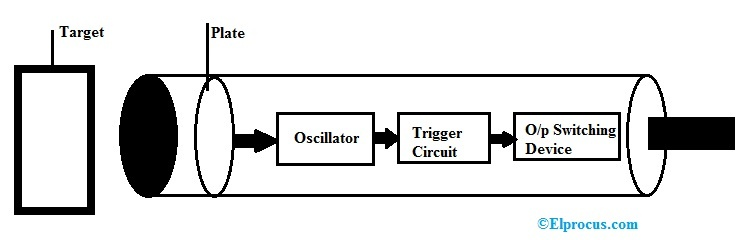 Target
Plate
Oscillator
Trigger
Circuit
O/p Switching
Device
©Elprocus.com